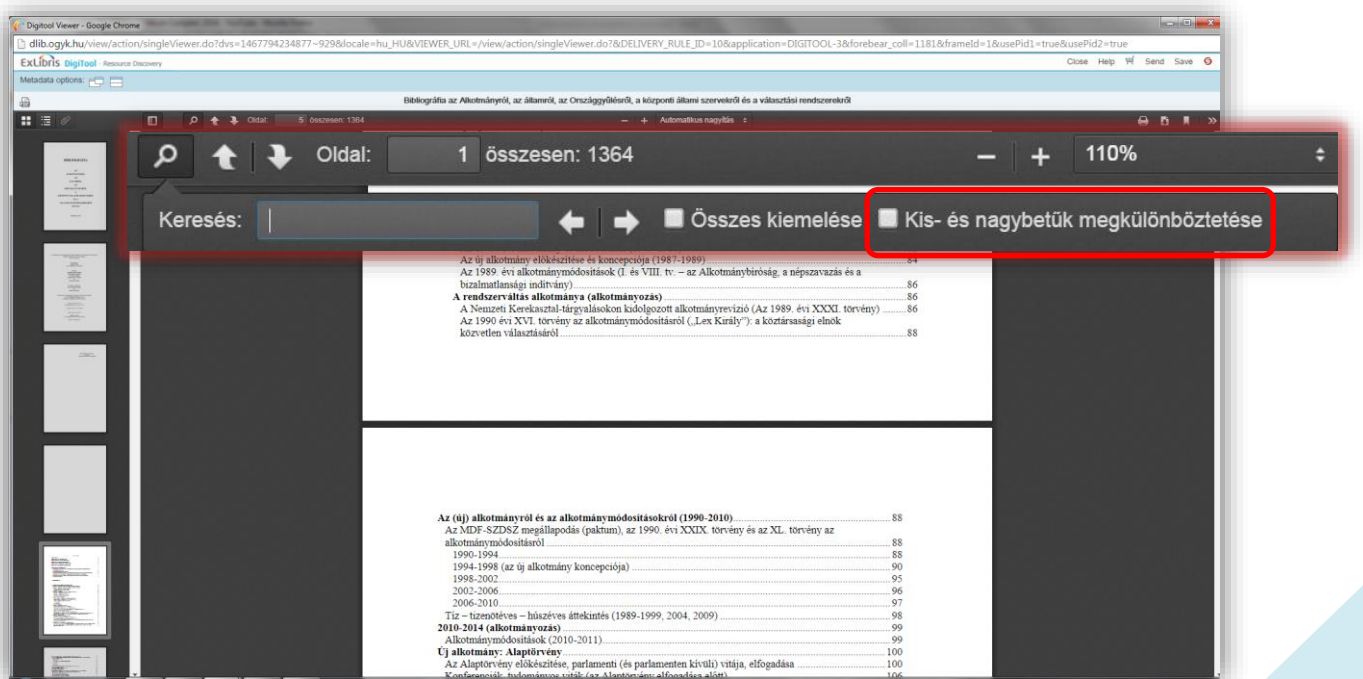 Digitool Viewer - Google Chrome
dlib.ogyk.hu/view/action/singleViewer.do?dvs=1467794234877~929&locale=hu_HU&VIEWER_URL=/view/action/singleViewer.do?&DELIVERY_RULE_ID=10&application=DIGITOOL-3&forebear_coll=1181&frameId=1&usePid1=true&usePid2=true
ExLibris DigiTool - Resource Discovery
Close Help Send Save
Metadata options:
Bibliográfia az Alkotmányról, az államról, az Országgyűlésről, a központi állami szervekről és a választási rendszerekről
Oldal: 5 összesen: 1364 Automatikus nagyítás
Oldal: 1 összesen: 1364 110%
Keresés: Összes kiemelése Kis- és nagybetűk megkülönböztetése
Az új alkotmány előkészítése és koncepciója (1987-1989) 84
Az 1989. évi alkotmánymódosítások (I. és VIII. tv. – az Alkotmánybíróság, a népszavazás és a
bizalmatlansági indítvány) 86
A rendszerváltás alkotmánya (alkotmányozás) 86
A Nemzeti Kerekasztal-tárgyalásokon kidolgozott alkotmányrevízió (Az 1989. évi XXXI. törvény) 86
Az 1990 évi XVI. törvény az alkotmánymódosításról („Lex Király”): a köztársasági elnök
közvetlen választásáról 88
Az (új) alkotmányról és az alkotmánymódosításokról (1990-2010) 88
Az MDF-SZDSZ megállapodás (paktum), az 1990. évi XXIX. törvény és az XL. törvény az
alkotmánymódosításról 88
1990-1994 88
1994-1998 (az új alkotmány koncepciója) 90
1998-2002 95
2002-2006 96
2006-2010 97
Tíz – tizenötéves – húszéves áttekintés (1989-1999, 2004, 2009) 98
2010-2014 (alkotmányozás) 99
Alkotmánymódosítások (2010-2011) 99
Új alkotmány: Alaptörvény 100
Az Alaptörvény előkészítése, parlamenti (és parlamenten kívüli) vitája, elfogadása 100
Konferenciák, tudományos viták (az Alaptörvény elfogadása előtt) 106